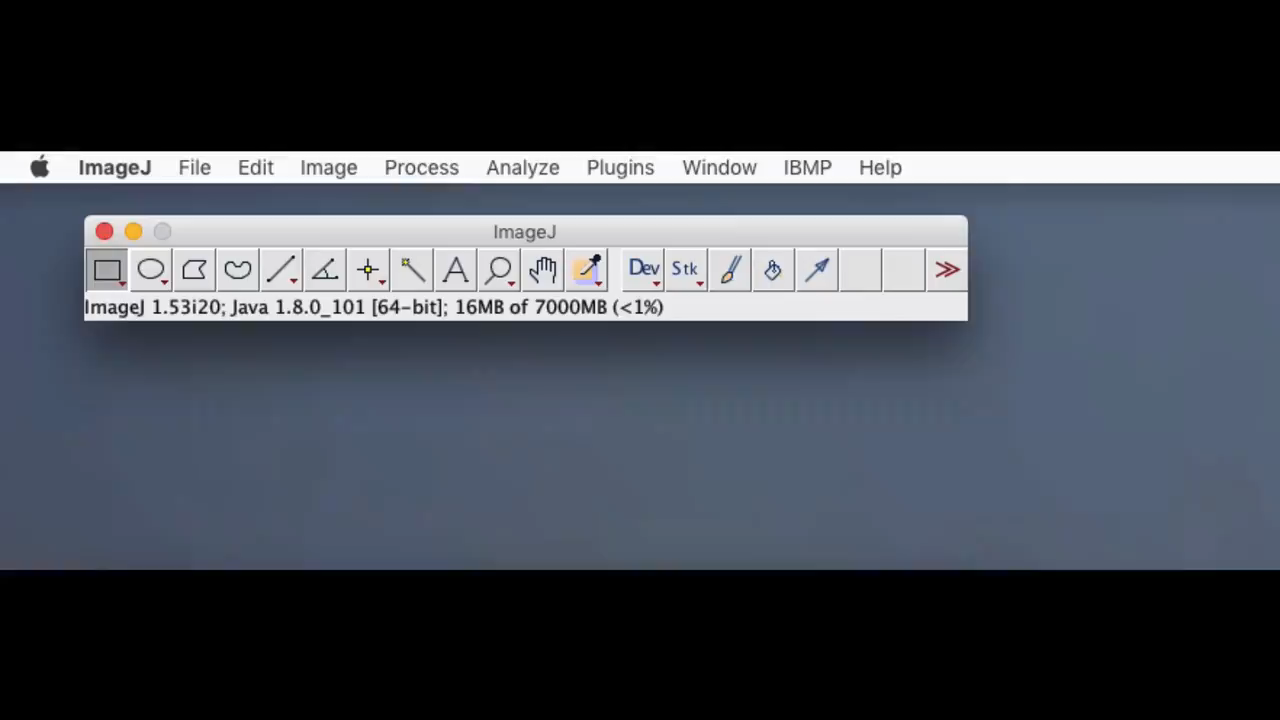 ImageJ File Edit Image Process Analyze Plugins Window IBMP Help
ImageJ
A Dev Stk
ImageJ 1.53i20; Java 1.8.0_101 [64-bit]; 16MB of 7000MB (<1%)